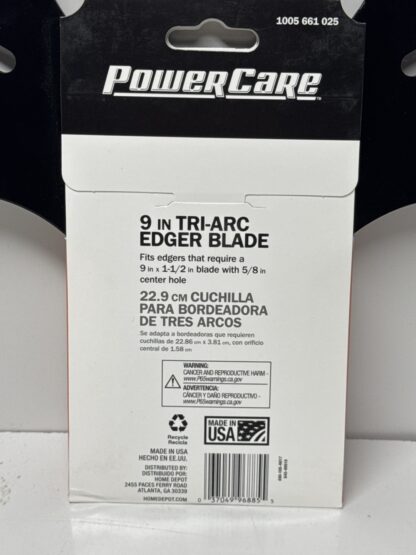 1005 661 025
PowerCare
9 IN TRI-ARC
EDGER BLADE
Fits edgers that require a
9 in x 1-1/2 in blade with 5/8 in
center hole
22.9 CM CUCHILLA
PARA BORDEADORA
DE TRES ARCOS
Se adapta a bordeadoras que requieren
cuchillas de 22.86 cm x 3.81 cm, con orificio
central de 1.58 cm
WARNING:
CANCER AND REPRODUCTIVE HARM -
www.P65warnings.ca.gov
ADVERTENCIA:
CÁNCER Y DAÑO REPRODUCTIVO -
www.P65warnings.ca.gov
Recycle
Recicle
MADE IN
USA
MADE IN USA
HECHO EN EE.UU.
DISTRIBUTED BY:
DISTRIBUIDO POR:
HOME DEPOT
2455 PACES FERRY ROAD
ATLANTA, GA 30339
HOMEDEPOT.COM
0 37049 96885 5